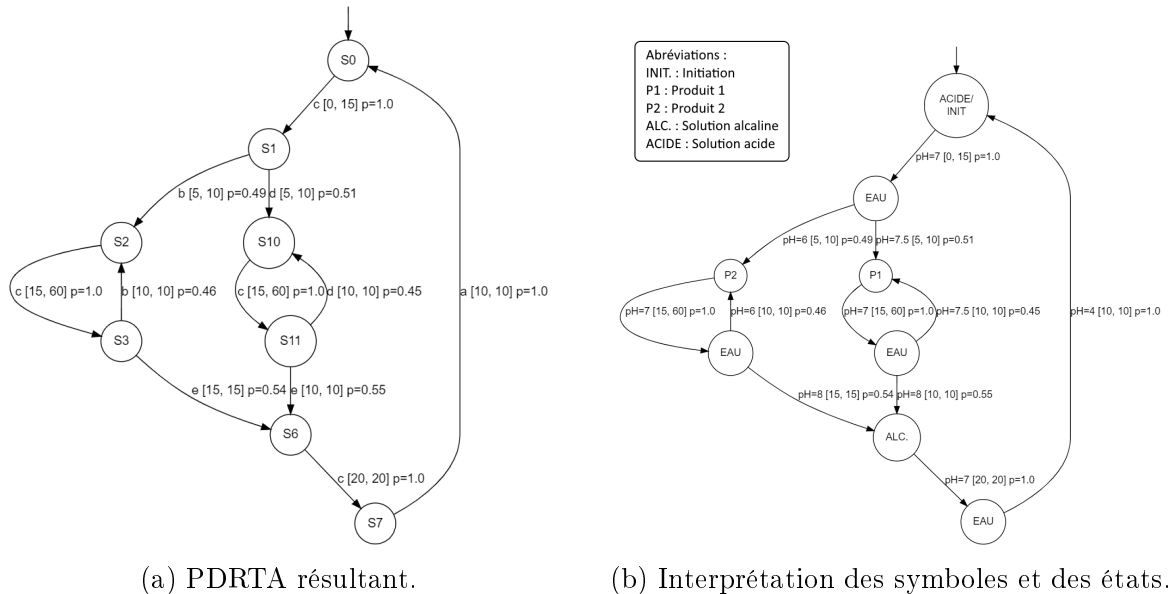 S0
c [0, 15] p=1.0
S1
b [5, 10] p=0.49
d [5, 10] p=0.51
S2
S10
c [15, 60] p=1.0
b [10, 10] p=0.46
c [15, 60] p=1.0
d [10, 10] p=0.45
a [10, 10] p=1.0
S3
S11
e [15, 15] p=0.54
e [10, 10] p=0.55
S6
c [20, 20] p=1.0
S7
(a) PDRTA résultant.
Abréviations :
INIT. : Initiation
P1 : Produit 1
P2 : Produit 2
ALC. : Solution alcaline
ACIDE : Solution acide
ACIDE/
INIT
pH=7 [0, 15] p=1.0
EAU
pH=6 [5, 10] p=0.49
pH=7.5 [5, 10] p=0.51
P2
P1
pH=7 [15, 60] p=1.0
pH=6 [10, 10] p=0.46
pH=7 [15, 60] p=1.0
pH=7.5 [10, 10] p=0.45
pH=4 [10, 10] p=1.0
EAU
EAU
pH=8 [15, 15] p=0.54
pH=8 [10, 10] p=0.55
ALC.
pH=7 [20, 20] p=1.0
EAU
(b) Interprétation des symboles et des états.